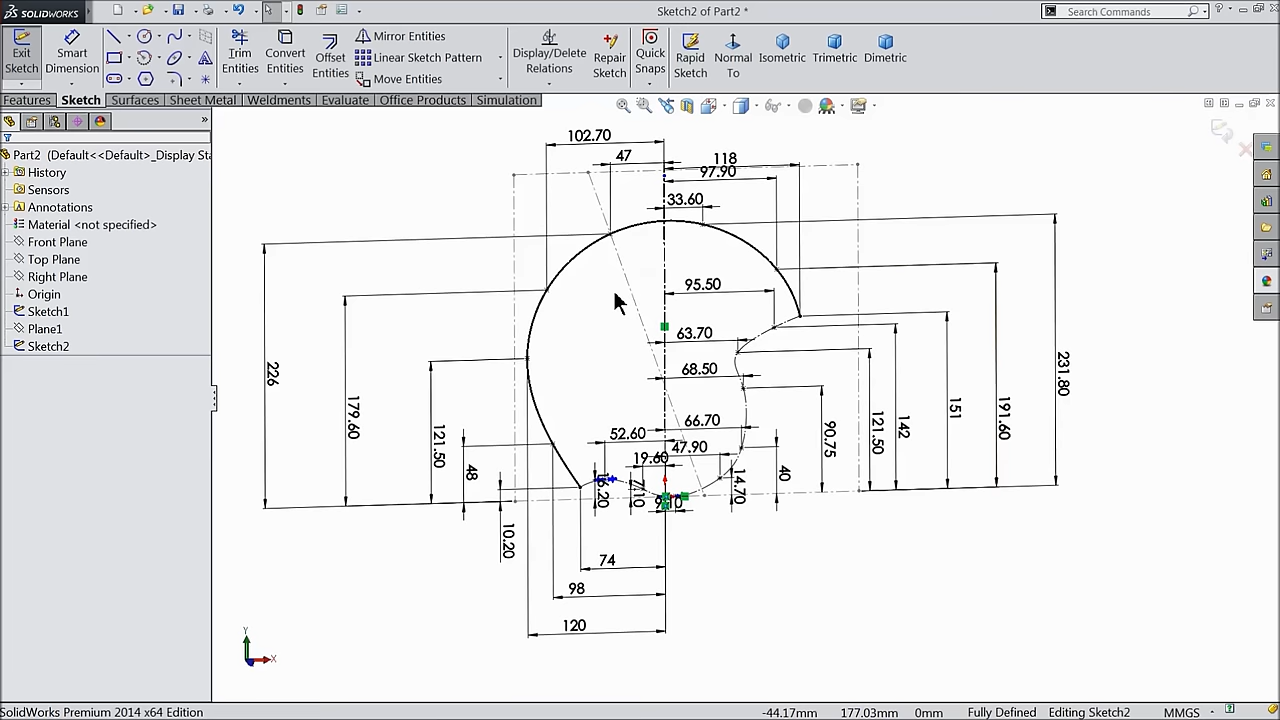 SOLIDWORKS
Sketch2 of Part2 *
Search Commands
Exit Sketch
Smart Dimension
Trim Entities
Convert Entities
Offset Entities
Mirror Entities
Linear Sketch Pattern
Move Entities
Display/Delete Relations
Repair Sketch
Quick Snaps
Rapid Sketch
Normal To
Isometric
Trimetric
Dimetric
Features
Sketch
Surfaces
Sheet Metal
Weldments
Evaluate
Office Products
Simulation
Part2 (Default<<Default>_Display Sta
History
Sensors
Annotations
Material <not specified>
Front Plane
Top Plane
Right Plane
Origin
Sketch1
Plane1
Sketch2
102.70
47
118
97.90
33.60
95.50
63.70
68.50
66.70
52.60
47.90
19.60
226
179.60
121.50
48
10.20
16.20
7.10
9.10
14.70
40
90.75
121.50
142
151
191.60
231.80
74
98
120
Y
X
SolidWorks Premium 2014 x64 Edition
-44.17mm
177.03mm
0mm
Fully Defined
Editing Sketch2
MMGS